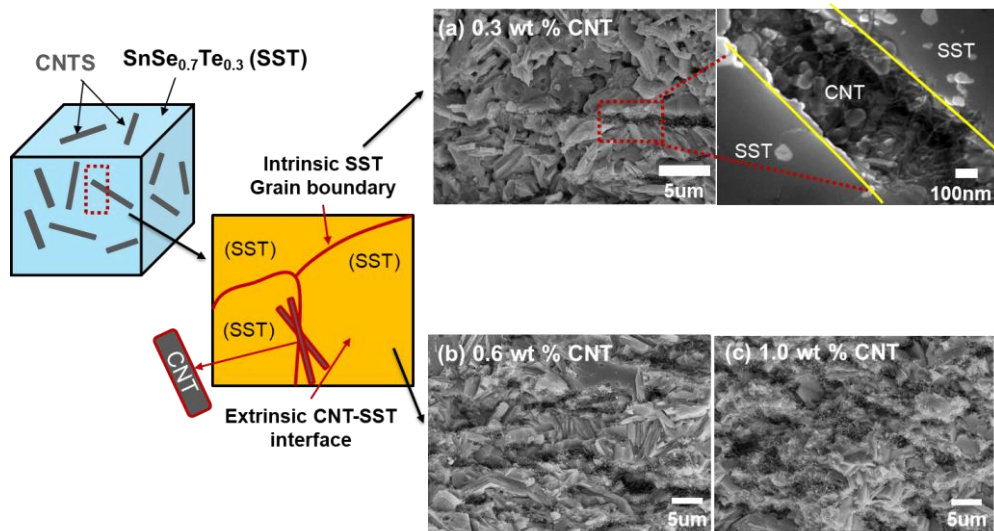 CNTS
SnSe0.7Te0.3 (SST)
Intrinsic SST
Grain boundary
(SST)
(SST)
(SST)
CNT
Extrinsic CNT-SST
interface
(a) 0.3 wt % CNT
5um
SST
CNT
SST
100nm
(b) 0.6 wt % CNT
5um
(c) 1.0 wt % CNT
5um